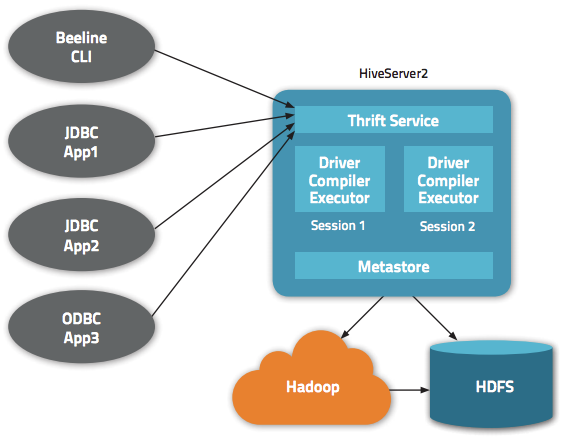 Beeline
CLI
JDBC
App1
JDBC
App2
ODBC
App3
HiveServer2
Thrift Service
Driver
Compiler
Executor
Session 1
Driver
Compiler
Executor
Session 2
Metastore
Hadoop
HDFS